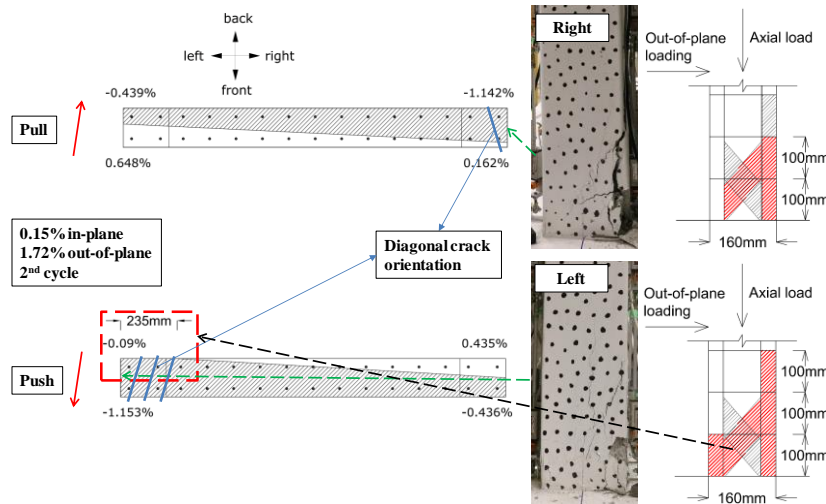 back
left
right
front
-0.439%
-1.142%
Pull
0.648%
0.162%
0.15% in-plane
1.72% out-of-plane
2nd cycle
Diagonal crack
orientation
235mm
-0.09%
0.435%
Push
-1.153%
-0.436%
Right
Out-of-plane
loading
Axial load
100mm
100mm
160mm
Left
Out-of-plane
loading
Axial load
100mm
100mm
100mm
160mm